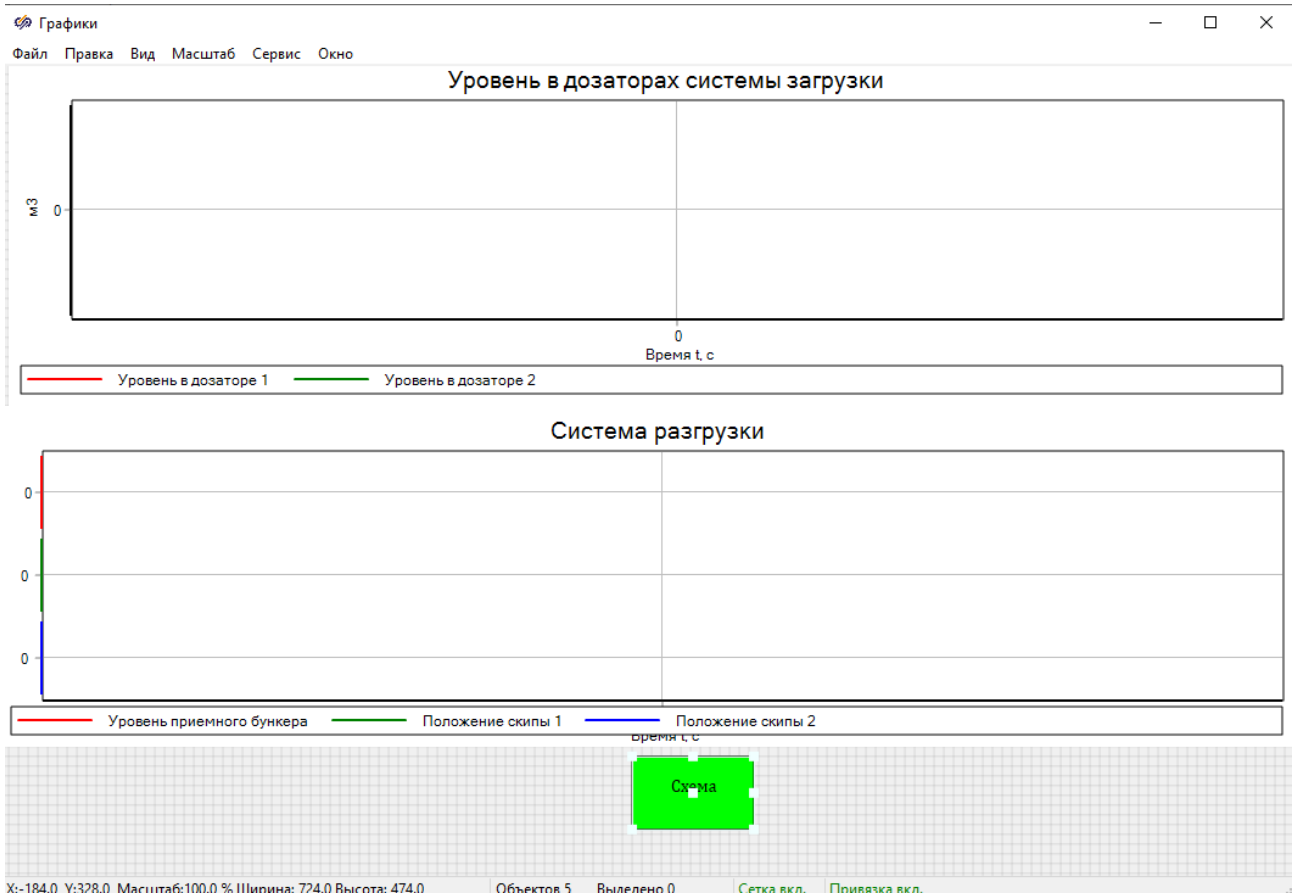 Графики
Файл Правка Вид Масштаб Сервис Окно
Уровень в дозаторах системы загрузки
м3
0
0
Время t, с
Уровень в дозаторе 1 Уровень в дозаторе 2
Система разгрузки
0
0
0
Уровень приемного бункера Положение скипы 1 Положение скипы 2
Время t, с
Схема
X:-184.0 Y:328.0 Масштаб:100.0 % Ширина: 724.0 Высота: 474.0 Объектов 5 Выделено 0 Сетка вкл. Привязка вкл.